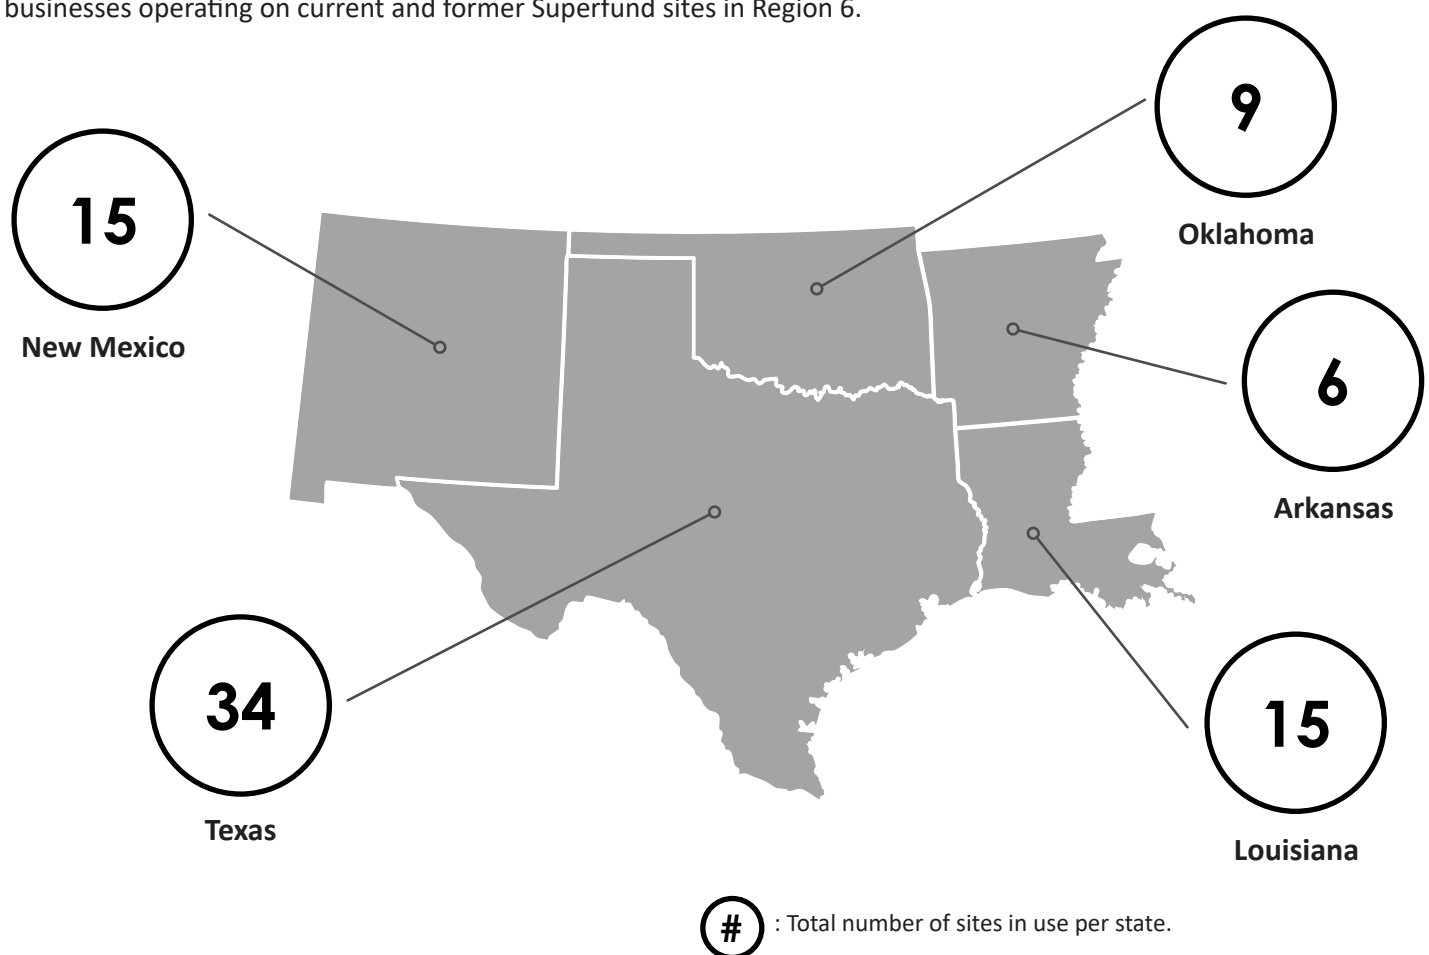 businesses operating on current and former Superfund sites in Region 6.
9
Oklahoma
15
New Mexico
6
Arkansas
34
Texas
15
Louisiana
# : Total number of sites in use per state.